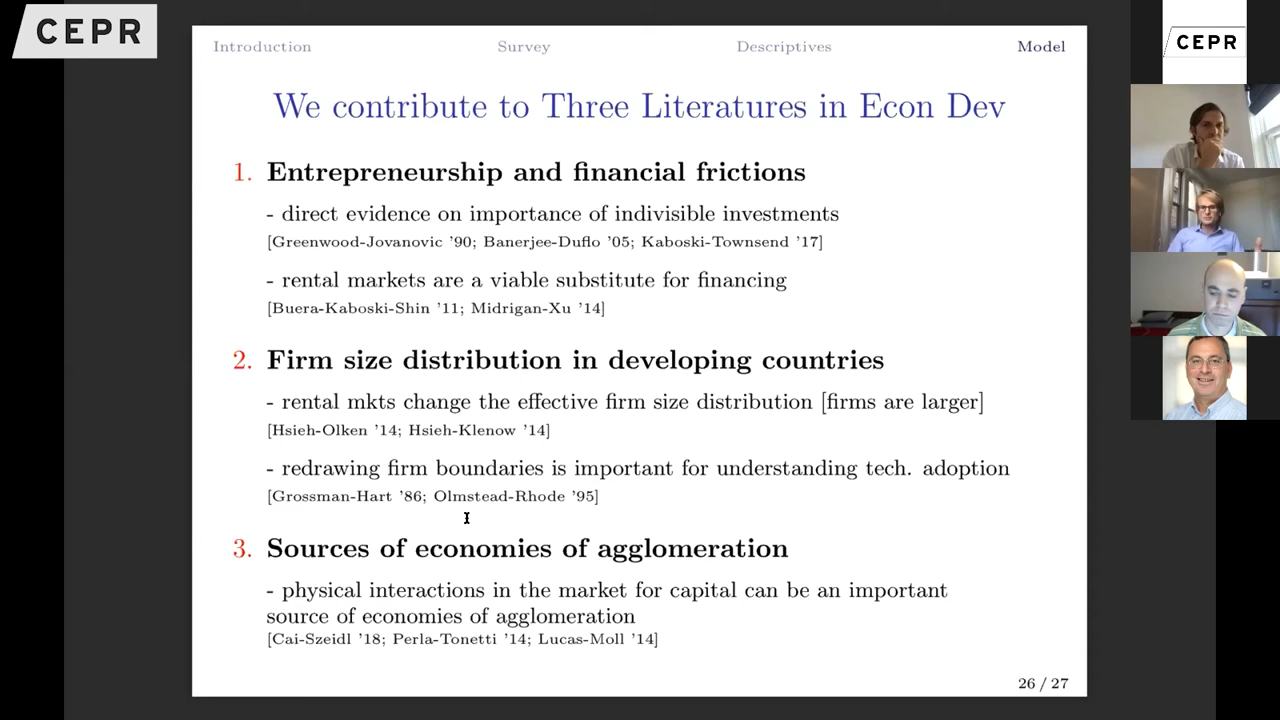 CEPR
Introduction Survey Descriptives Model
We contribute to Three Literatures in Econ Dev
1. Entrepreneurship and financial frictions
- direct evidence on importance of indivisible investments
[Greenwood-Jovanovic '90; Banerjee-Duflo '05; Kaboski-Townsend '17]
- rental markets are a viable substitute for financing
[Buera-Kaboski-Shin '11; Midrigan-Xu '14]
2. Firm size distribution in developing countries
- rental mkts change the effective firm size distribution [firms are larger]
[Hsieh-Olken '14; Hsieh-Klenow '14]
- redrawing firm boundaries is important for understanding tech. adoption
[Grossman-Hart '86; Olmstead-Rhode '95]
3. Sources of economies of agglomeration
- physical interactions in the market for capital can be an important
source of economies of agglomeration
[Cai-Szeidl '18; Perla-Tonetti '14; Lucas-Moll '14]
26 / 27
CEPR